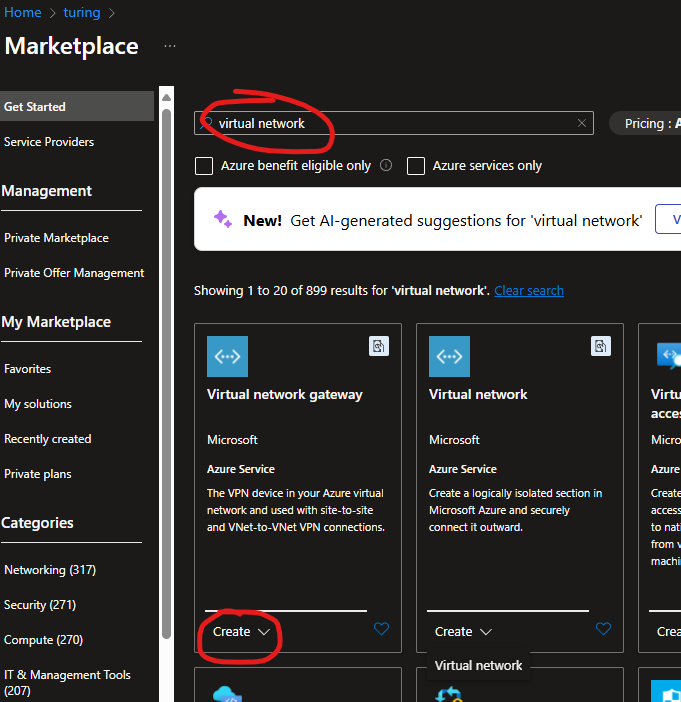 Home > turing >
Marketplace ...
Get Started
Service Providers
Management
Private Marketplace
Private Offer Management
My Marketplace
Favorites
My solutions
Recently created
Private plans
Categories
Networking (317)
Security (271)
Compute (270)
IT & Management Tools
(207)
virtual network
Pricing : A
Azure benefit eligible only
Azure services only
New! Get AI-generated suggestions for 'virtual network'
V
Showing 1 to 20 of 899 results for 'virtual network'. Clear search
Virtual network gateway
Microsoft
Azure Service
The VPN device in your Azure virtual
network and used with site-to-site
and VNet-to-VNet VPN connections.
Create
Virtual network
Microsoft
Azure Service
Create a logically isolated section in
Microsoft Azure and securely
connect it outward.
Create
Virtual network
Virtu
acces
Micro
Azure
Create
access
to nati
from v
machi
Crea